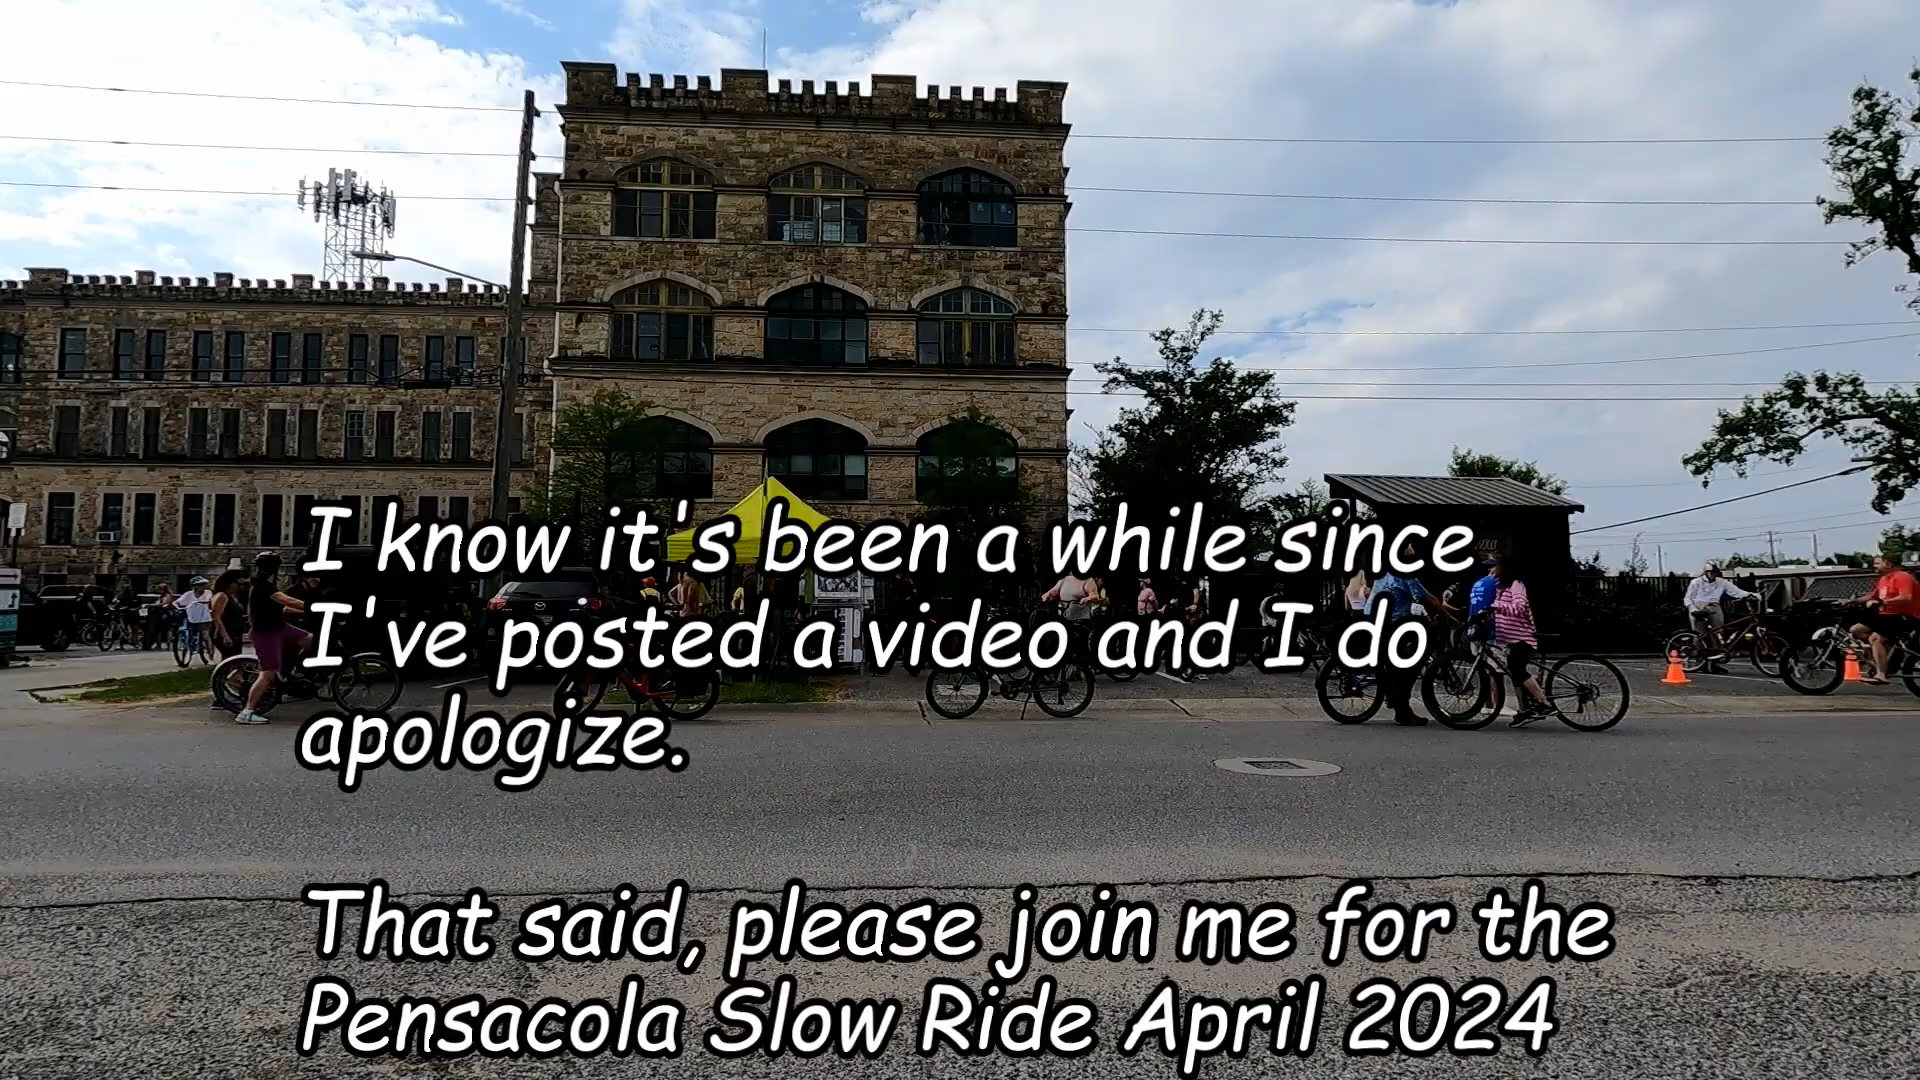 I know it's been a while since
I've posted a video and I do
apologize.
That said, please join me for the
Pensacola Slow Ride April 2024